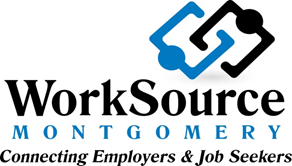 WorkSource
MONTGOMERY
Connecting Employers & Job Seekers